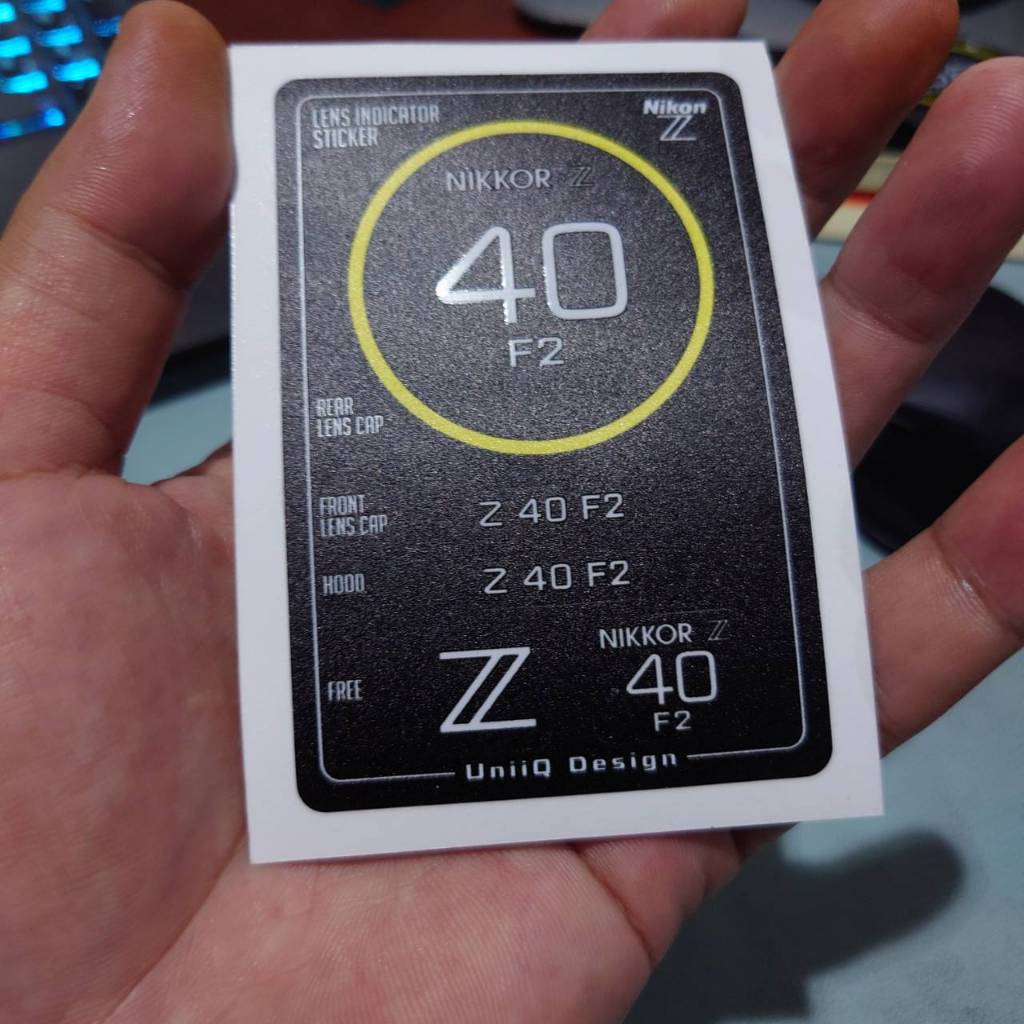 LENS INDICATOR
STICKER
Nikon
Z
NIKKOR Z
40
F2
REAR
LENS CAP
FRONT
LENS CAP
Z 40 F2
HOOD
Z 40 F2
FREE
Z
NIKKOR Z
40
F2
UniiQ Design